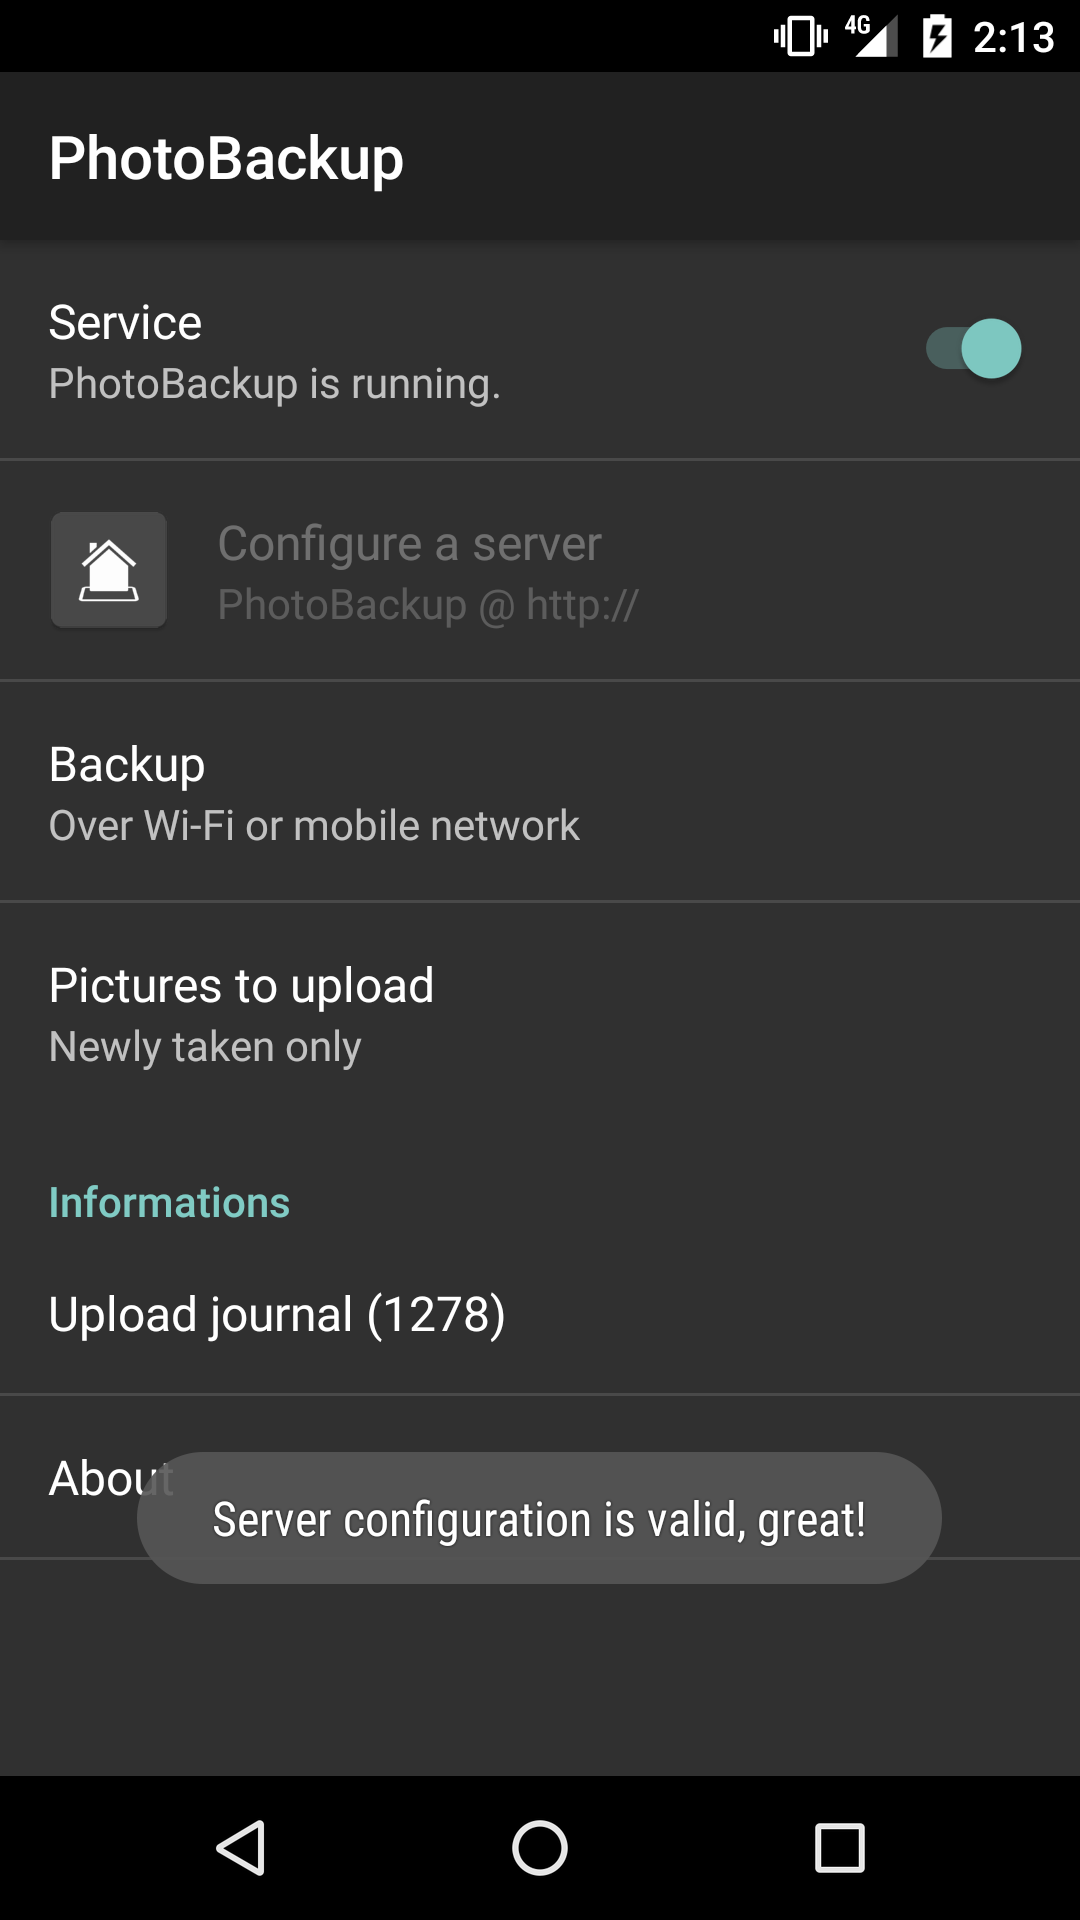 4G 2:13
PhotoBackup
Service
PhotoBackup is running.
Configure a server
PhotoBackup @ http://
Backup
Over Wi-Fi or mobile network
Pictures to upload
Newly taken only
Informations
Upload journal (1278)
About
Server configuration is valid, great!